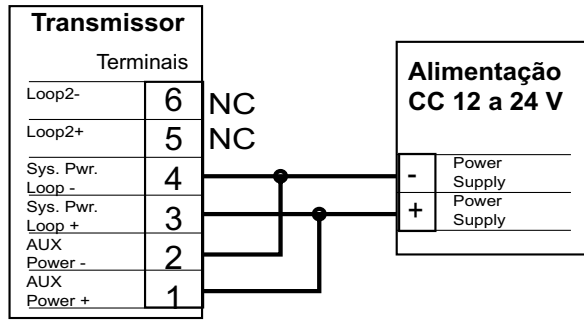 Transmissor
Terminais
Loop2-
6
NC
Loop2+
5
NC
Sys. Pwr.
Loop -
4
Sys. Pwr.
Loop +
3
AUX
Power -
2
AUX
Power +
1
Alimentação
CC 12 a 24 V
-
Power
Supply
+
Power
Supply